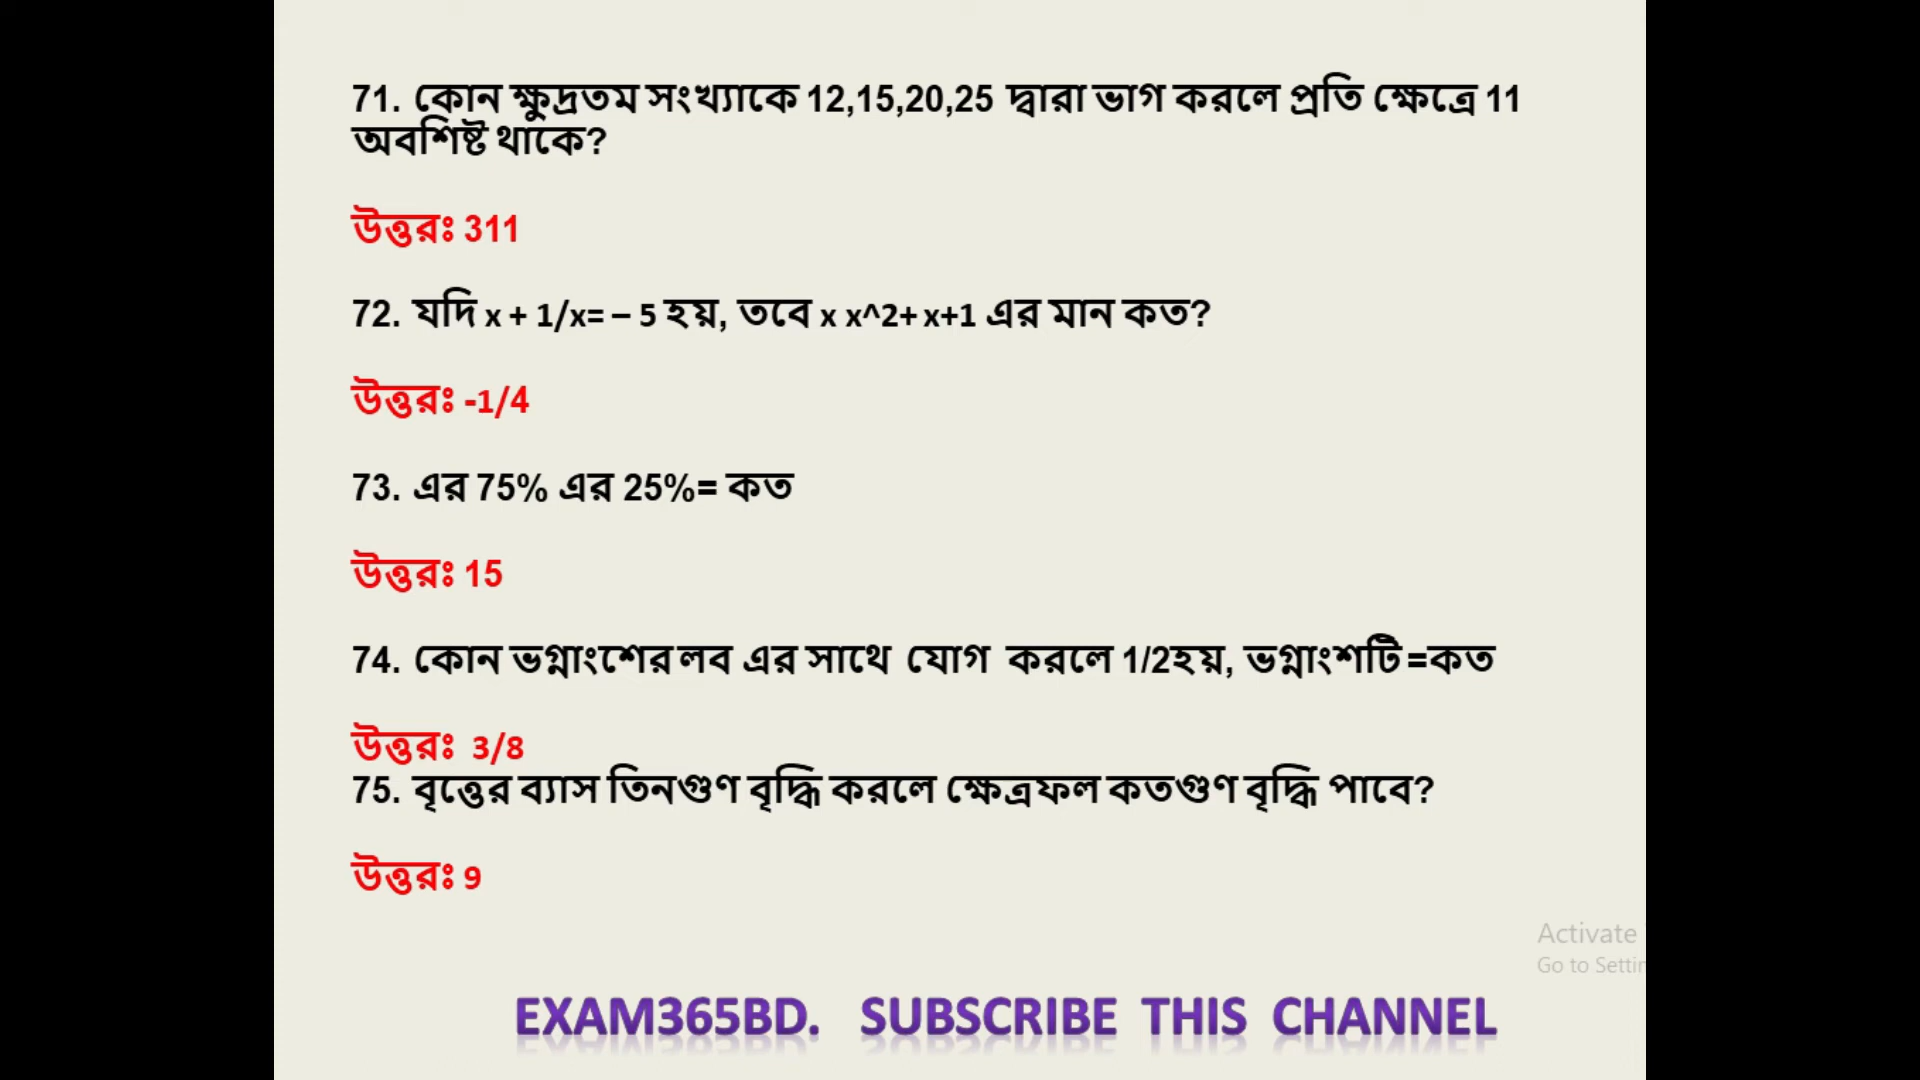 71. কোন ক্ষুদ্রতম সংখ্যাকে 12,15,20,25 দ্বারা ভাগ করলে প্রতি ক্ষেত্রে 11
অবশিষ্ট থাকে?
উত্তরঃ 311
72. যদি x + 1/x= – 5 হয়, তবে x x^2+ x+1 এর মান কত?
উত্তরঃ -1/4
73. এর 75% এর 25%= কত
উত্তরঃ 15
74. কোন ভগ্নাংশের লব এর সাথে যোগ করলে 1/2হয়, ভগ্নাংশটি =কত
উত্তরঃ 3/8
75. বৃত্তের ব্যাস তিনগুণ বৃদ্ধি করলে ক্ষেত্রফল কতগুণ বৃদ্ধি পাবে?
উত্তরঃ 9
Activate
Go to Settin
EXAM365BD. SUBSCRIBE THIS CHANNEL